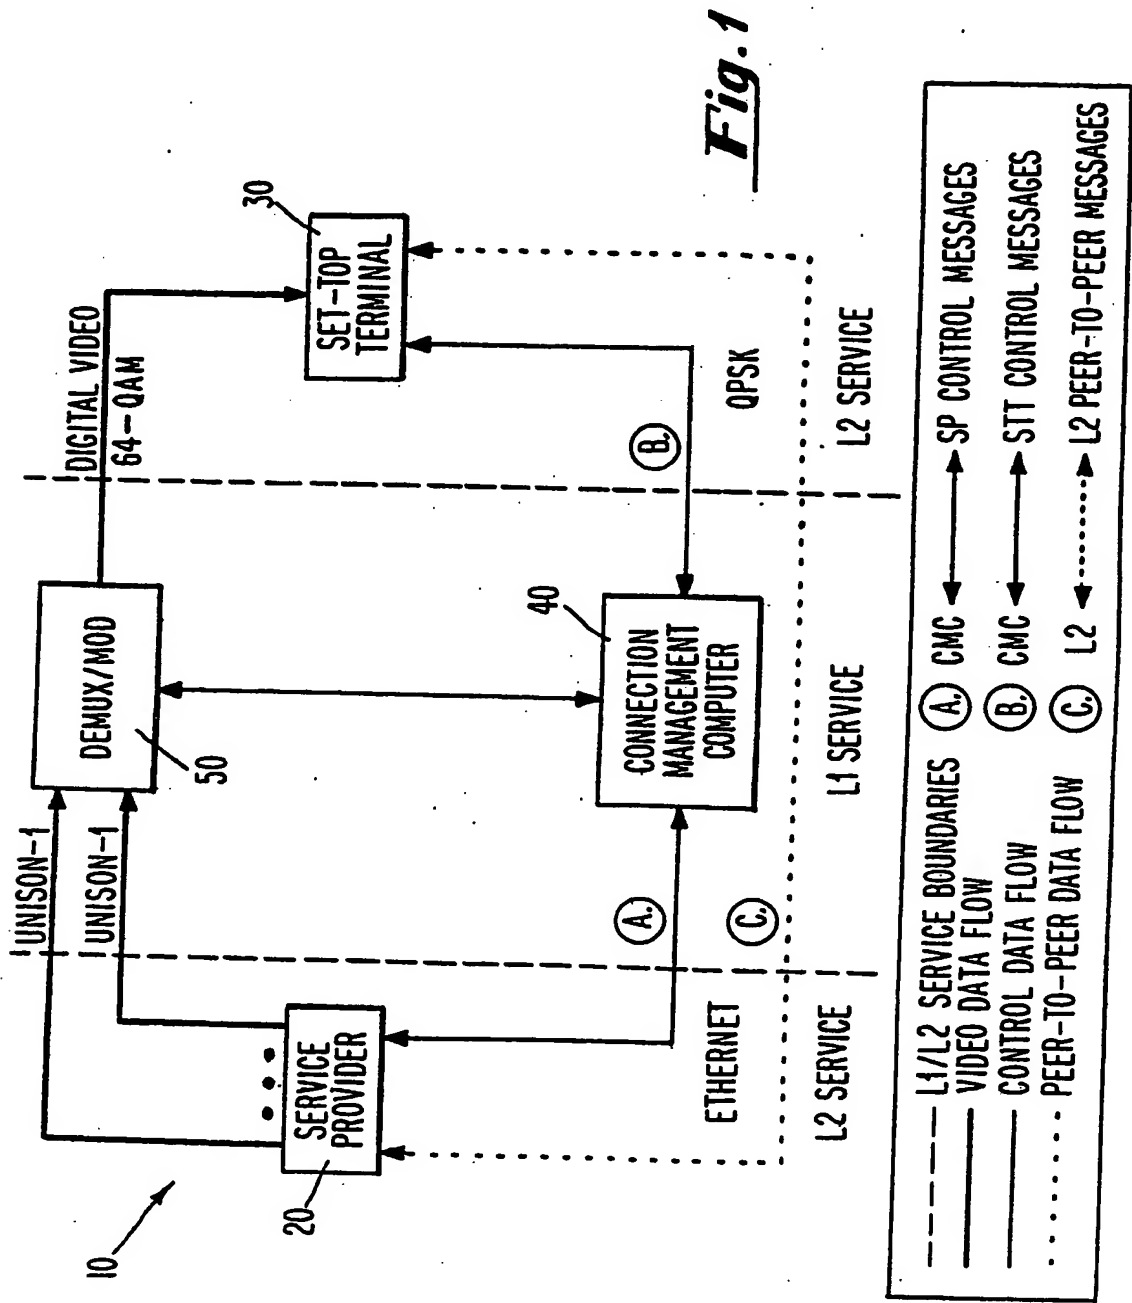 10
UNISON-1
UNISON-1
DIGITAL VIDEO
64-QAM
DEMUX/MOD
50
SERVICE
PROVIDER
20
SET-TOP
TERMINAL
30
CONNECTION
MANAGEMENT
COMPUTER
40
A.
B.
C.
ETHERNET
QPSK
L2 SERVICE
L1 SERVICE
L2 SERVICE
Fig. 1
L1/L2 SERVICE BOUNDARIES
VIDEO DATA FLOW
CONTROL DATA FLOW
PEER-TO-PEER DATA FLOW
A. CMC SP CONTROL MESSAGES
B. CMC STT CONTROL MESSAGES
C. L2 L2 PEER-TO-PEER MESSAGES